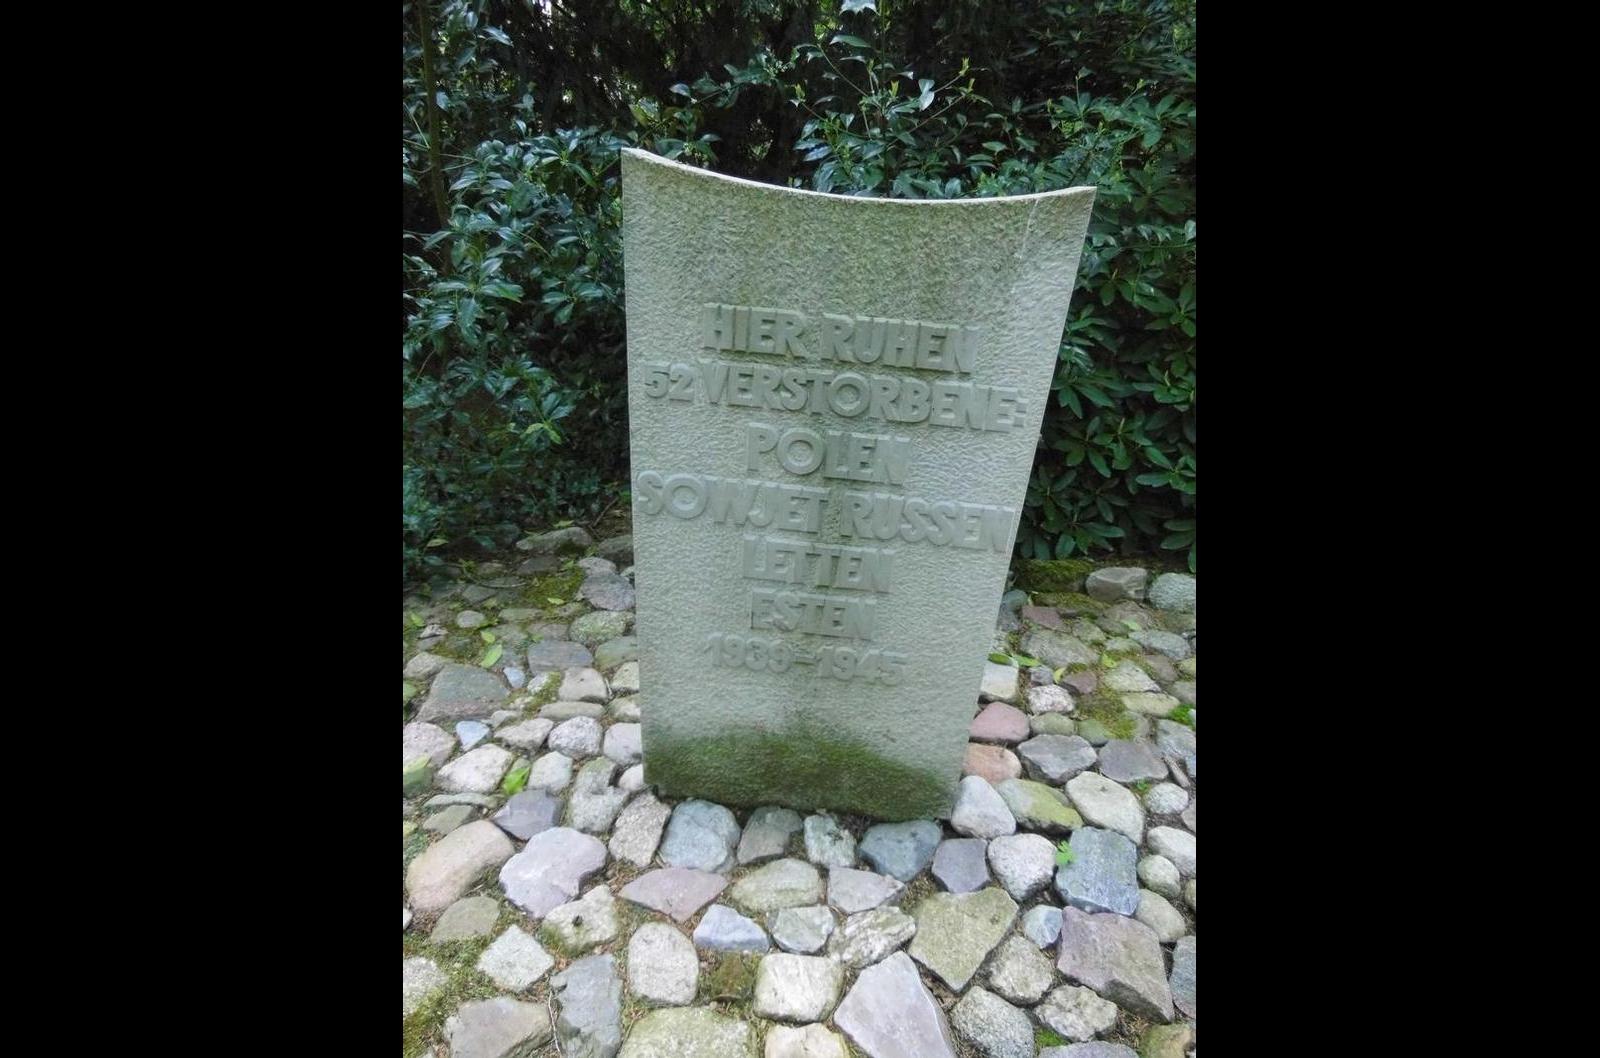 HIER RUHEN
52 VERSTORBENE:
POLEN
SOWJET RUSSEN
LETTEN
ESTEN
1939-1945